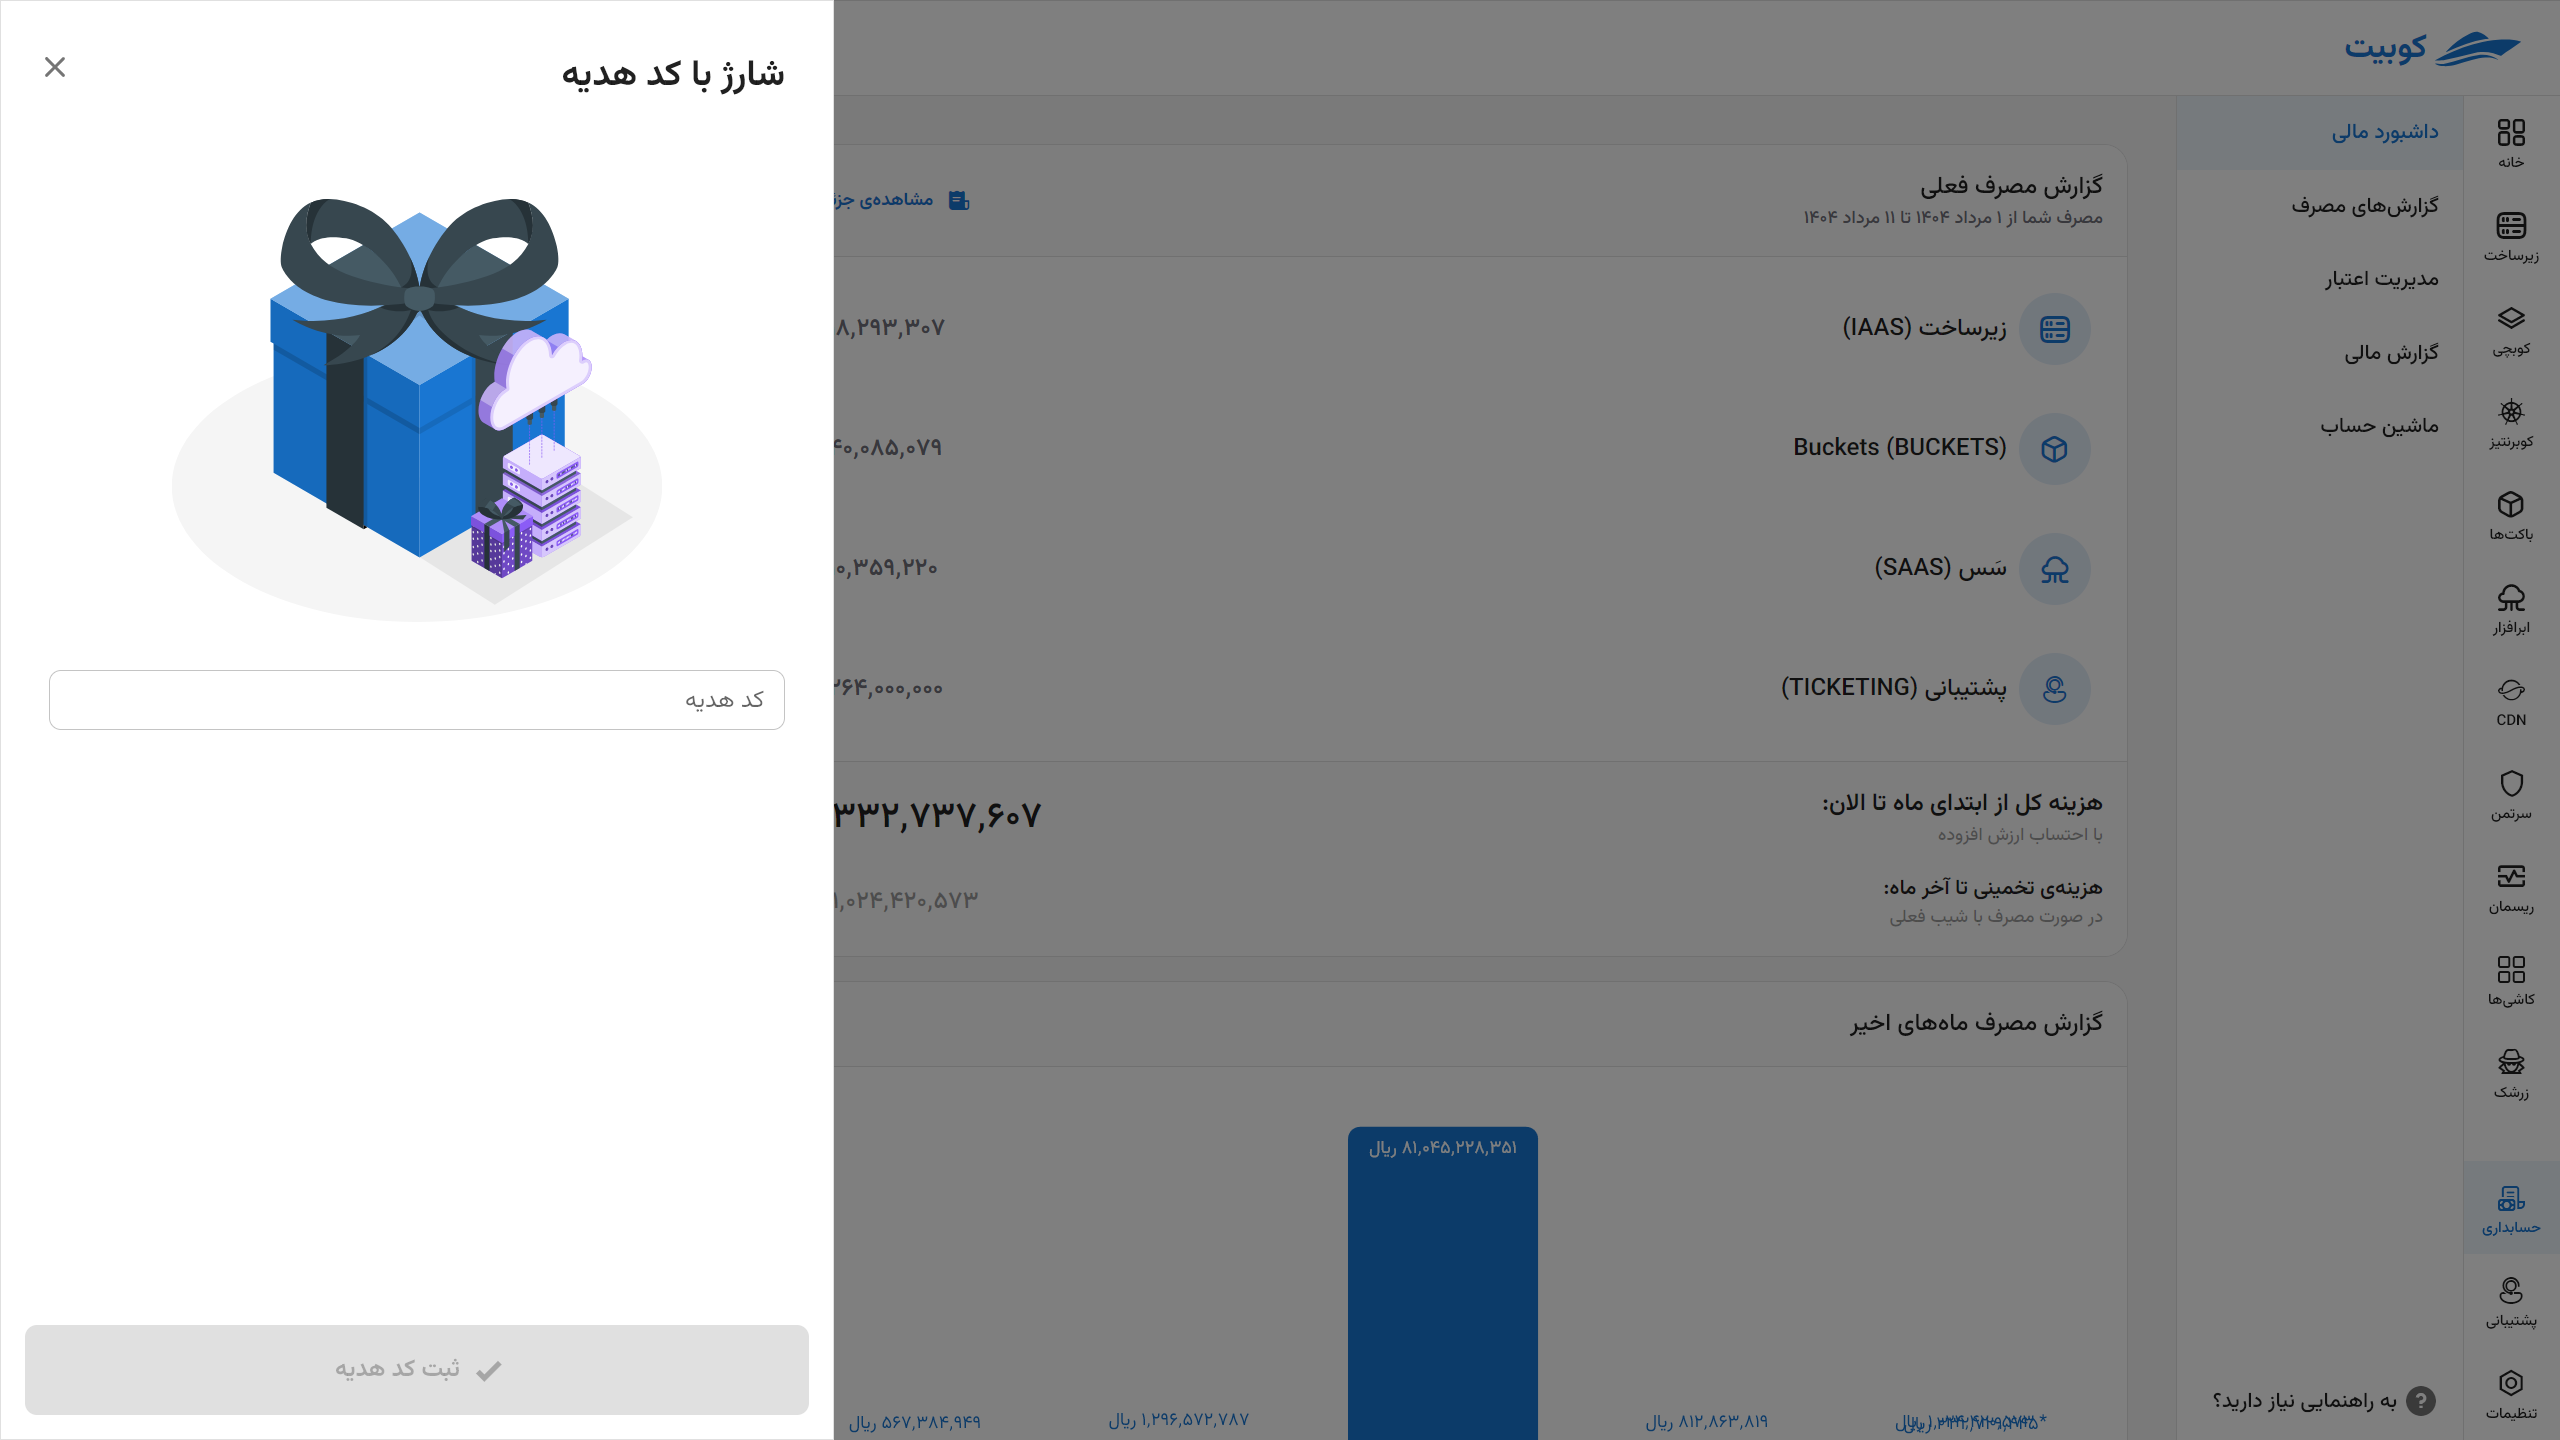 کوبیت
خانه
زیرساخت
کوبچی
کوبرنتیز
باکت‌ها
ابرافزار
CDN
سرتمن
ریسمان
کاشی‌ها
زرشک
حسابداری
پشتیبانی
تنظیمات
داشبورد مالی
گزارش‌های مصرف
مدیریت اعتبار
گزارش مالی
ماشین حساب
به راهنمایی نیاز دارید؟
گزارش مصرف فعلی
مصرف شما از ۱ مرداد ۱۴۰۴ تا ۱۱ مرداد ۱۴۰۴
مشاهده‌ی
زیرساخت (IAAS)
۸,۲۹۳,۳۰۷
Buckets (BUCKETS)
۴۰,۰۸۵,۰۷۹
سَس (SAAS)
۰,۳۵۹,۲۲۰
پشتیبانی (TICKETING)
۲۶۴,۰۰۰,۰۰۰
هزینه کل از ابتدای ماه تا الان:
با احتساب ارزش افزوده
۳۳۲,۷۳۷,۶۰۷
هزینه‌ی تخمینی تا آخر ماه:
در صورت مصرف با شیب فعلی
۱,۰۲۴,۴۲۰,۵۷۳
گزارش مصرف ماه‌های اخیر
۸۱,۰۴۵,۲۲۸,۳۵۱ ریال
۸۱۲,۸۶۳,۸۱۹ ریال
۱,۲۹۶,۵۷۲,۷۸۷ ریال
۵۶۷,۳۸۴,۹۴۹ ریال
شارژ با کد هدیه
کد هدیه
ثبت کد هدیه